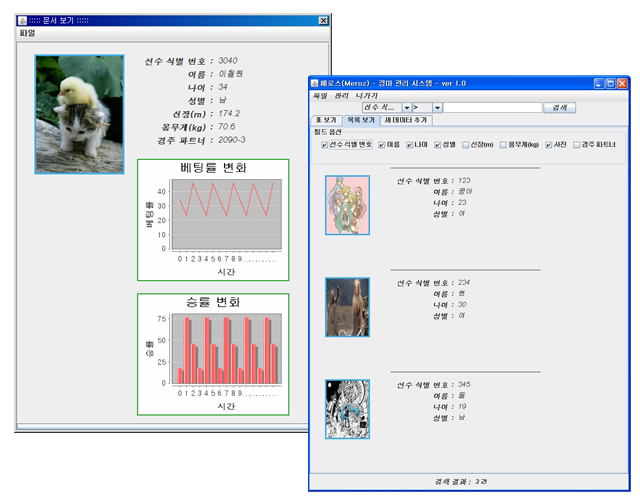 ::::: 문서 보기 :::::
파일
선수 식별 번호 : 3040
이름 : 이철원
나이 : 34
성별 : 남
신장(m) : 174.2
몸무게(kg) : 70.6
경주 파트너 : 2090-3
베팅률 변화
베팅률
40
30
20
10
0
0 1 2 3 4 5 6 7 8 9
시간
승률 변화
승률
75
50
25
0
0 1 2 3 4 5 6 7 8 9
시간
메로스(Meroz) - 경마 관리 시스템 - ver 1.0
파일 관리 나가기
선수 식... > 검색
표 보기 목록 보기 새 데이터 추가
필드 옵션
선수 식별 번호 이름 나이 성별 신장(m) 몸무게(kg) 사진 경주 파트너
선수 식별 번호 : 123
이름 :
나이 : 23
성별 : 여
선수 식별 번호 : 234
이름 : 퀸
나이 : 30
성별 : 여
선수 식별 번호 : 345
이름 :
나이 : 19
성별 : 남
검색 결과 : 3 건